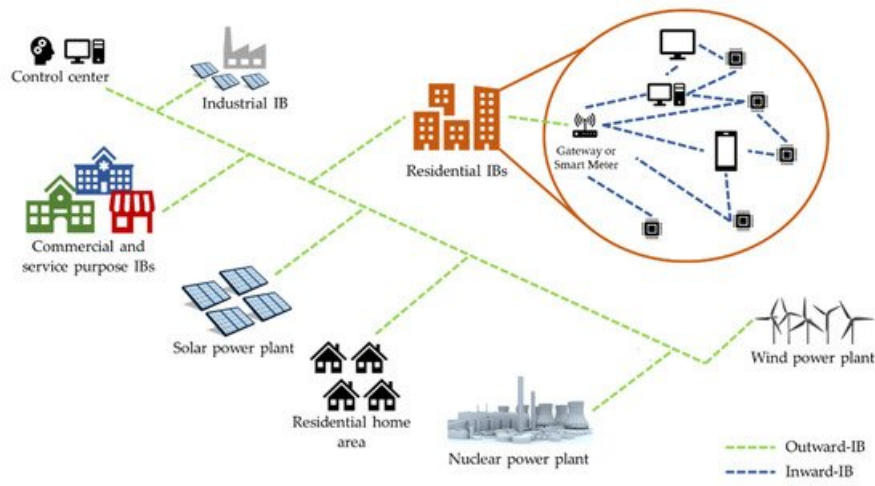 Control center
Industrial IB
Residential IBs
Gateway or
Smart Meter
Commercial and
service purpose IBs
Solar power plant
Residential home
area
Nuclear power plant
Wind power plant
Outward-IB
Inward-IB